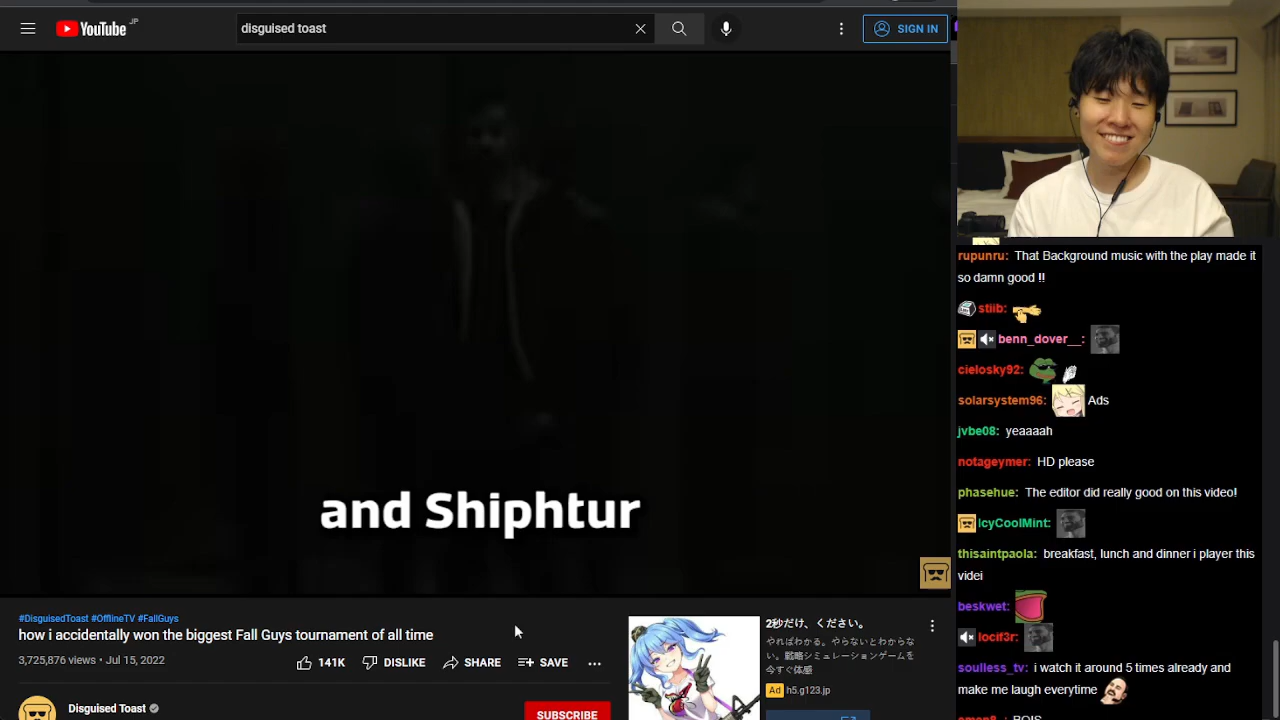 YouTube JP
disguised toast
SIGN IN
and Shiphtur
#DisguisedToast #OfflineTV #FallGuys
how i accidentally won the biggest Fall Guys tournament of all time
3,725,876 views • Jul 15, 2022
141K
DISLIKE
SHARE
SAVE
Disguised Toast
SUBSCRIBE
2秒だけ、ください。
やればわかる。やらないとわからな
い。戦略シミュレーションゲームを
今すぐ体感
Ad h5.g123.jp
rupunru: That Background music with the play made it
so damn good !!
stiib:
benn_dover__:
cielosky92:
solarsystem96: Ads
jvbe08: yeaaaah
notageymer: HD please
phasehue: The editor did really good on this video!
IcyCoolMint:
thisaintpaola: breakfast, lunch and dinner i player this
videi
beskwet:
locif3r:
soulless_tv: i watch it around 5 times already and
make me laugh everytime